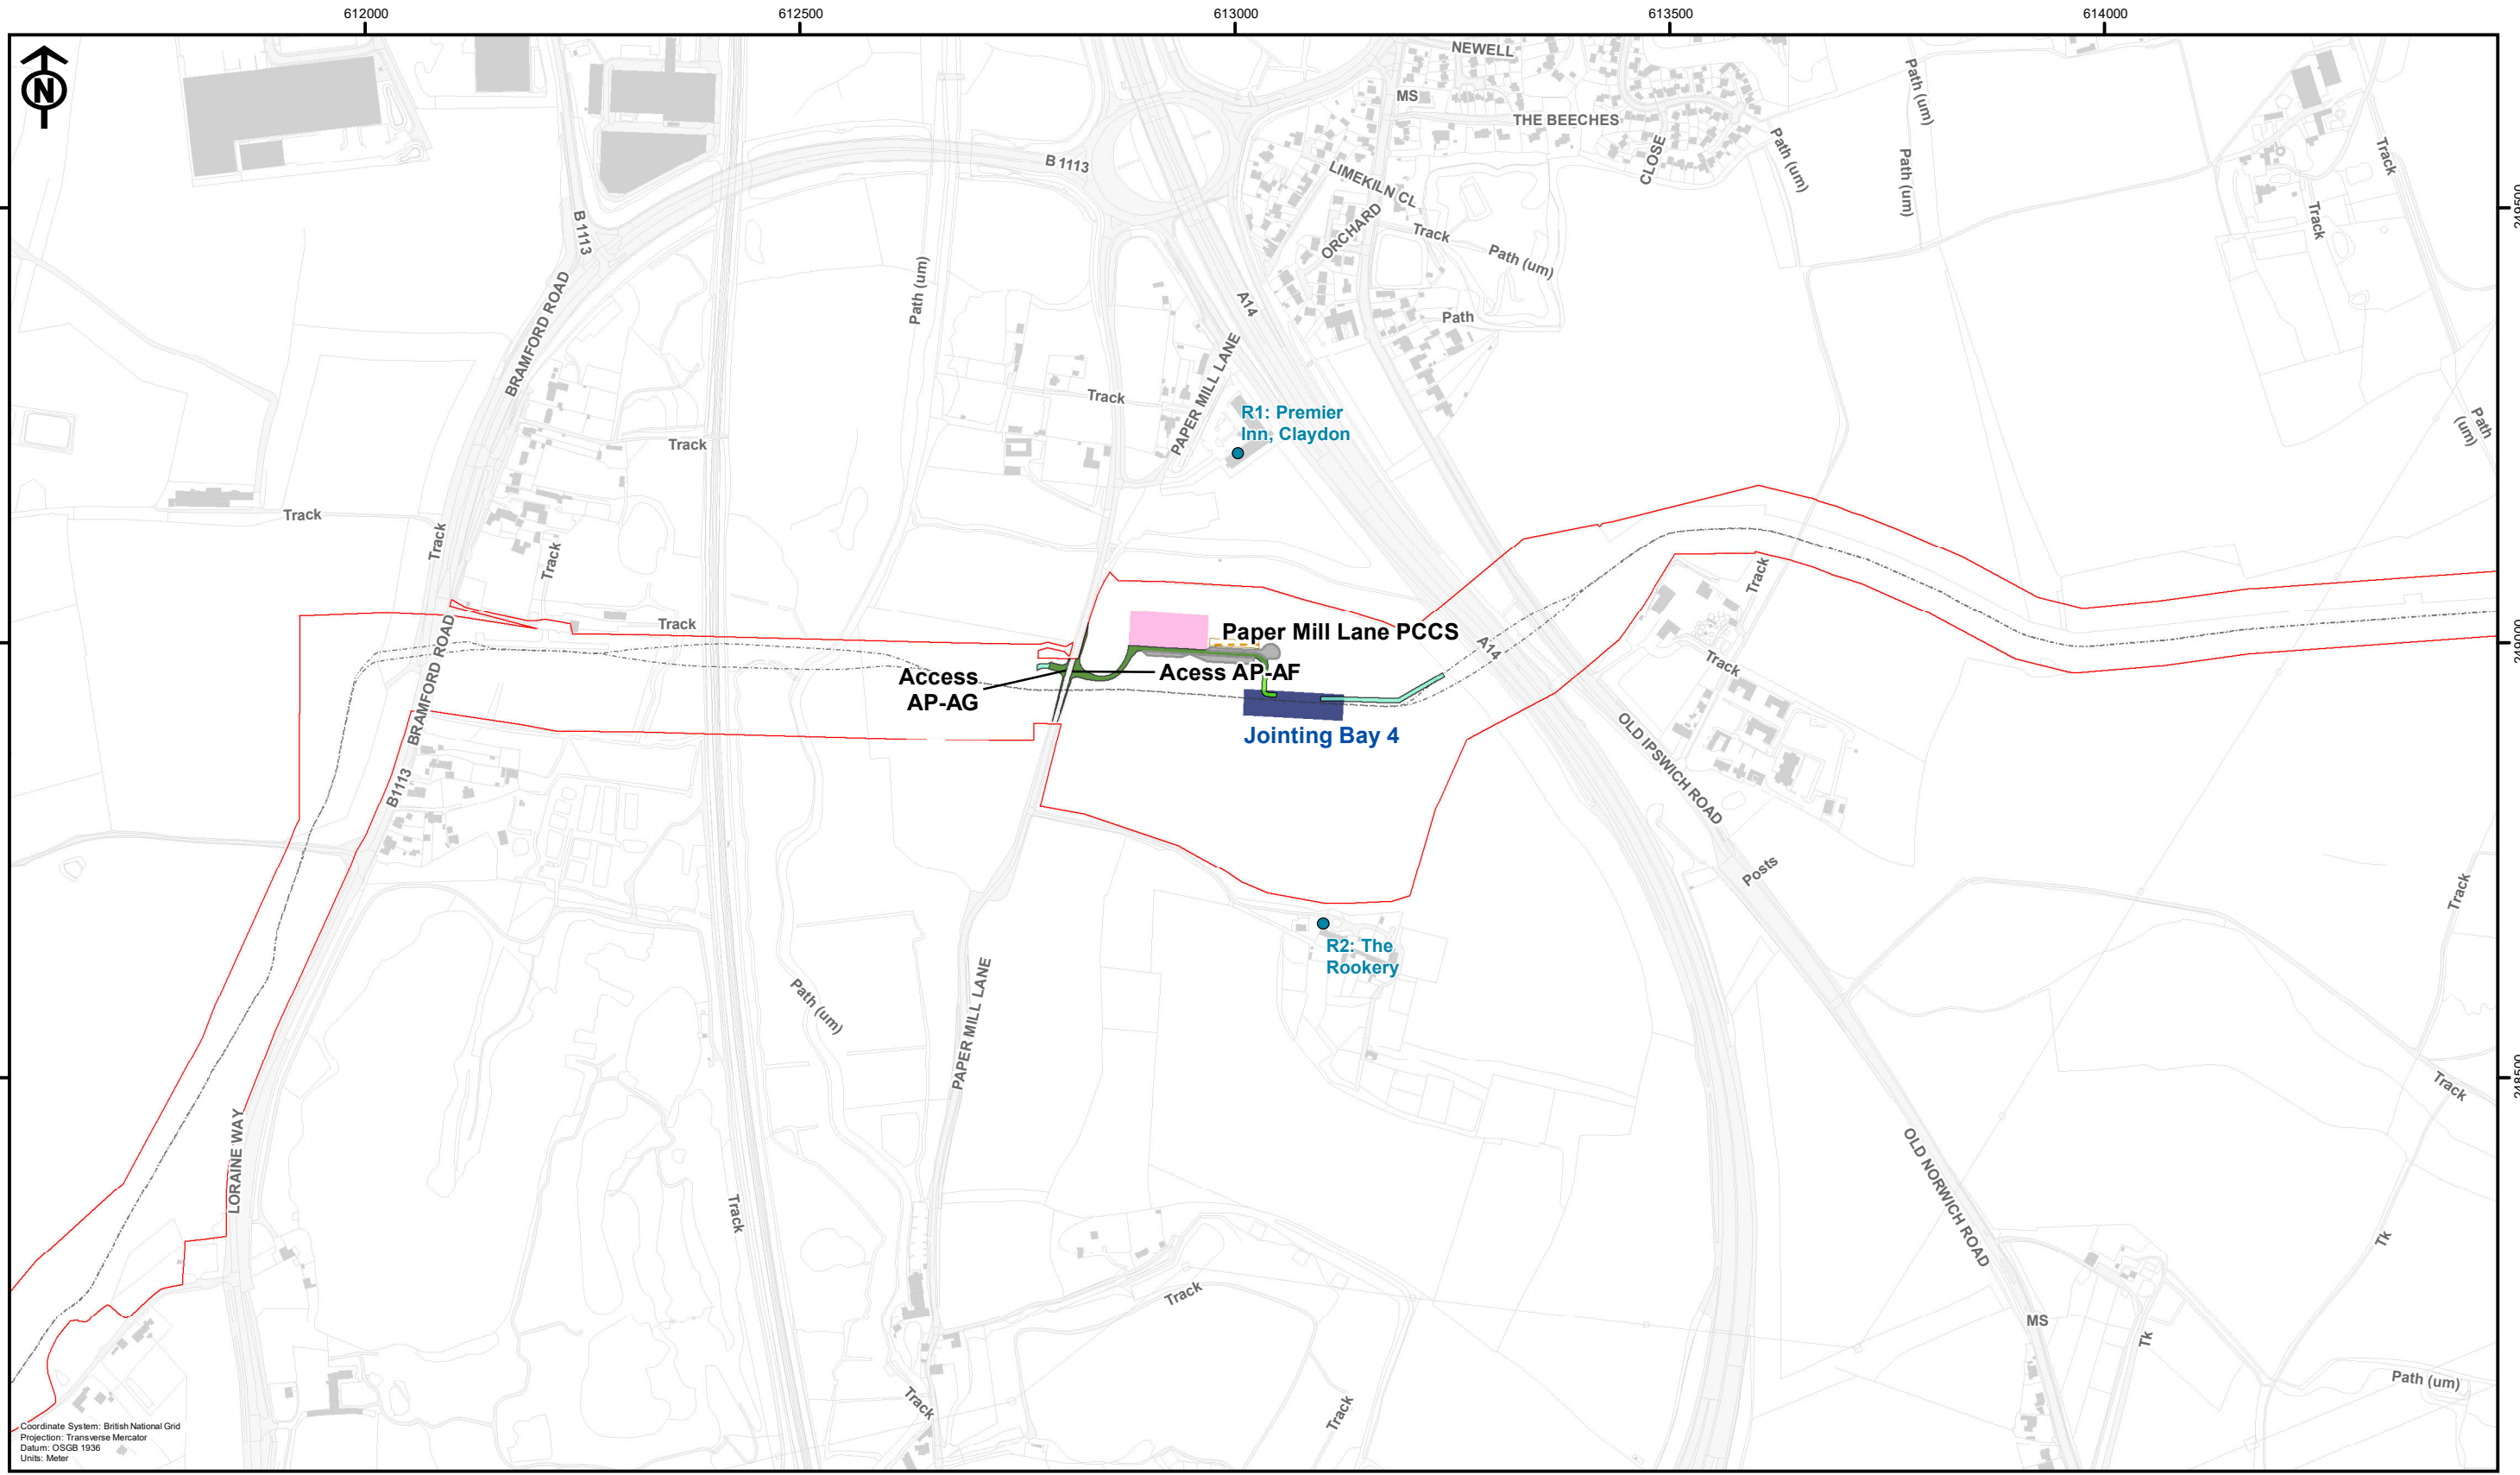 612000
612500
613000
613500
614000
N
NEWELL
MS
THE BEECHES
CLOSE
Path (um)
Path (um)
Path (um)
Track
B 1113
B 1113
LIMEKILN CL
ORCHARD
Track
Path (um)
Path
249500
Track
Path (um)
BRAMFORD ROAD
A14
PAPER MILL LANE
Track
Track
R1: Premier
Inn, Claydon
Path
(um)
Track
Track
Track
Track
Track
Paper Mill Lane PCCS
Access
AP-AG
Acess AP-AF
A14
Track
249000
BRAMFORD ROAD
B1113
Jointing Bay 4
OLD IPSWICH ROAD
Posts
Track
R2: The
Rookery
Path (um)
PAPER MILL LANE
248500
Track
LORAINE WAY
Track
OLD NORWICH ROAD
Tk
Track
MS
Tk
Path (um)
Track
Track
Coordinate System: British National Grid
Projection: Transverse Mercator
Datum: OSGB 1936
Units: Meter